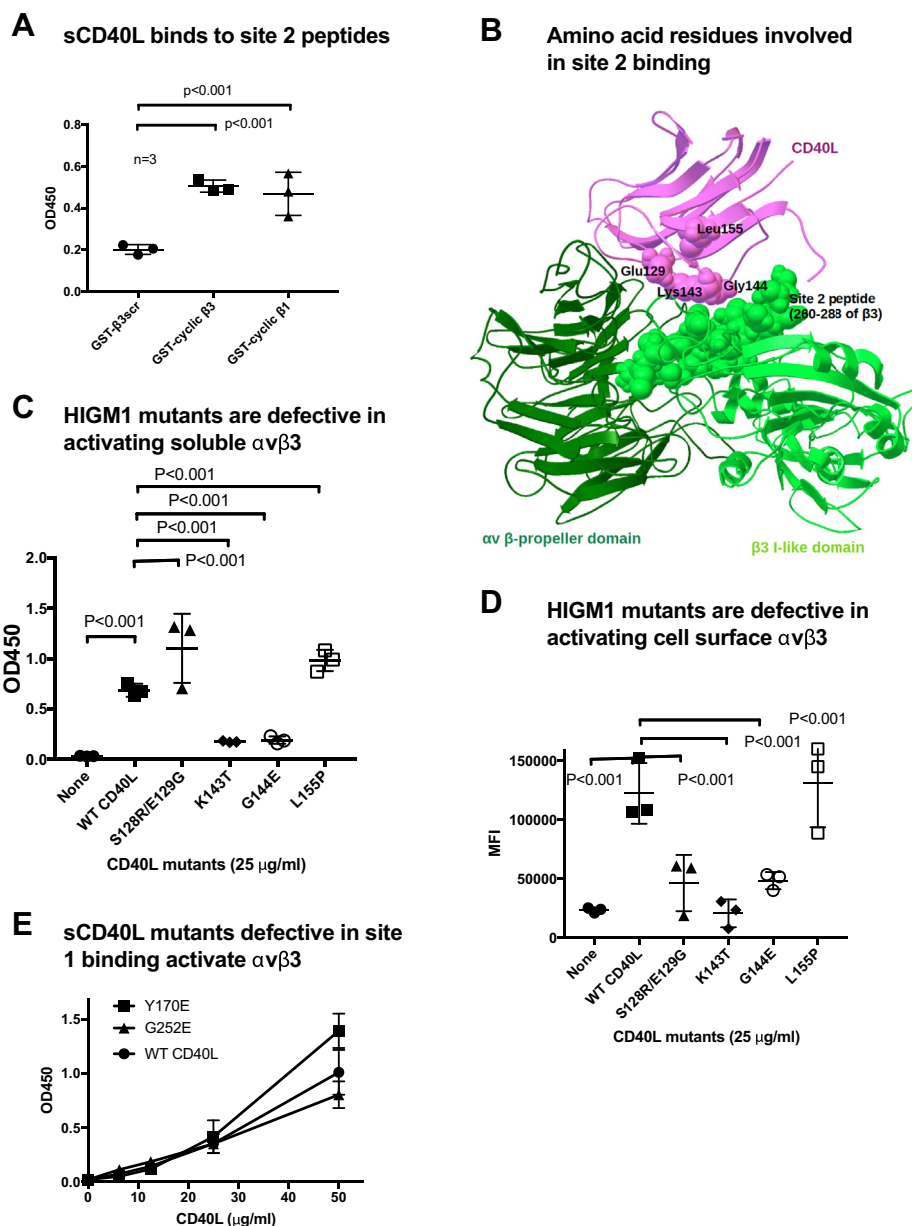 A
sCD40L binds to site 2 peptides
p<0.001
p<0.001
n=3
OD450
0.8
0.6
0.4
0.2
0.0
GST-β3scr
GST-cyclic β3
GST-cyclic β1
B
Amino acid residues involved
in site 2 binding
CD40L
Leu155
Glu129
Lys143
Gly144
Site 2 peptide
(260-288 of β3)
αv β-propeller domain
β3 I-like domain
C
HIGM1 mutants are defective in
activating soluble αvβ3
P<0.001
P<0.001
P<0.001
P<0.001
P<0.001
OD450
2.0
1.5
1.0
0.5
0.0
None
WT CD40L
S128R/E129G
K143T
G144E
L155P
CD40L mutants (25 μg/ml)
D
HIGM1 mutants are defective in
activating cell surface αvβ3
P<0.001
P<0.001
P<0.001
P<0.001
MFI
150000
100000
50000
0
None
WT CD40L
S128R/E129G
K143T
G144E
L155P
CD40L mutants (25 μg/ml)
E
sCD40L mutants defective in site
1 binding activate αvβ3
Y170E
G252E
WT CD40L
OD450
1.5
1.0
0.5
0.0
0 10 20 30 40 50
CD40L (μg/ml)